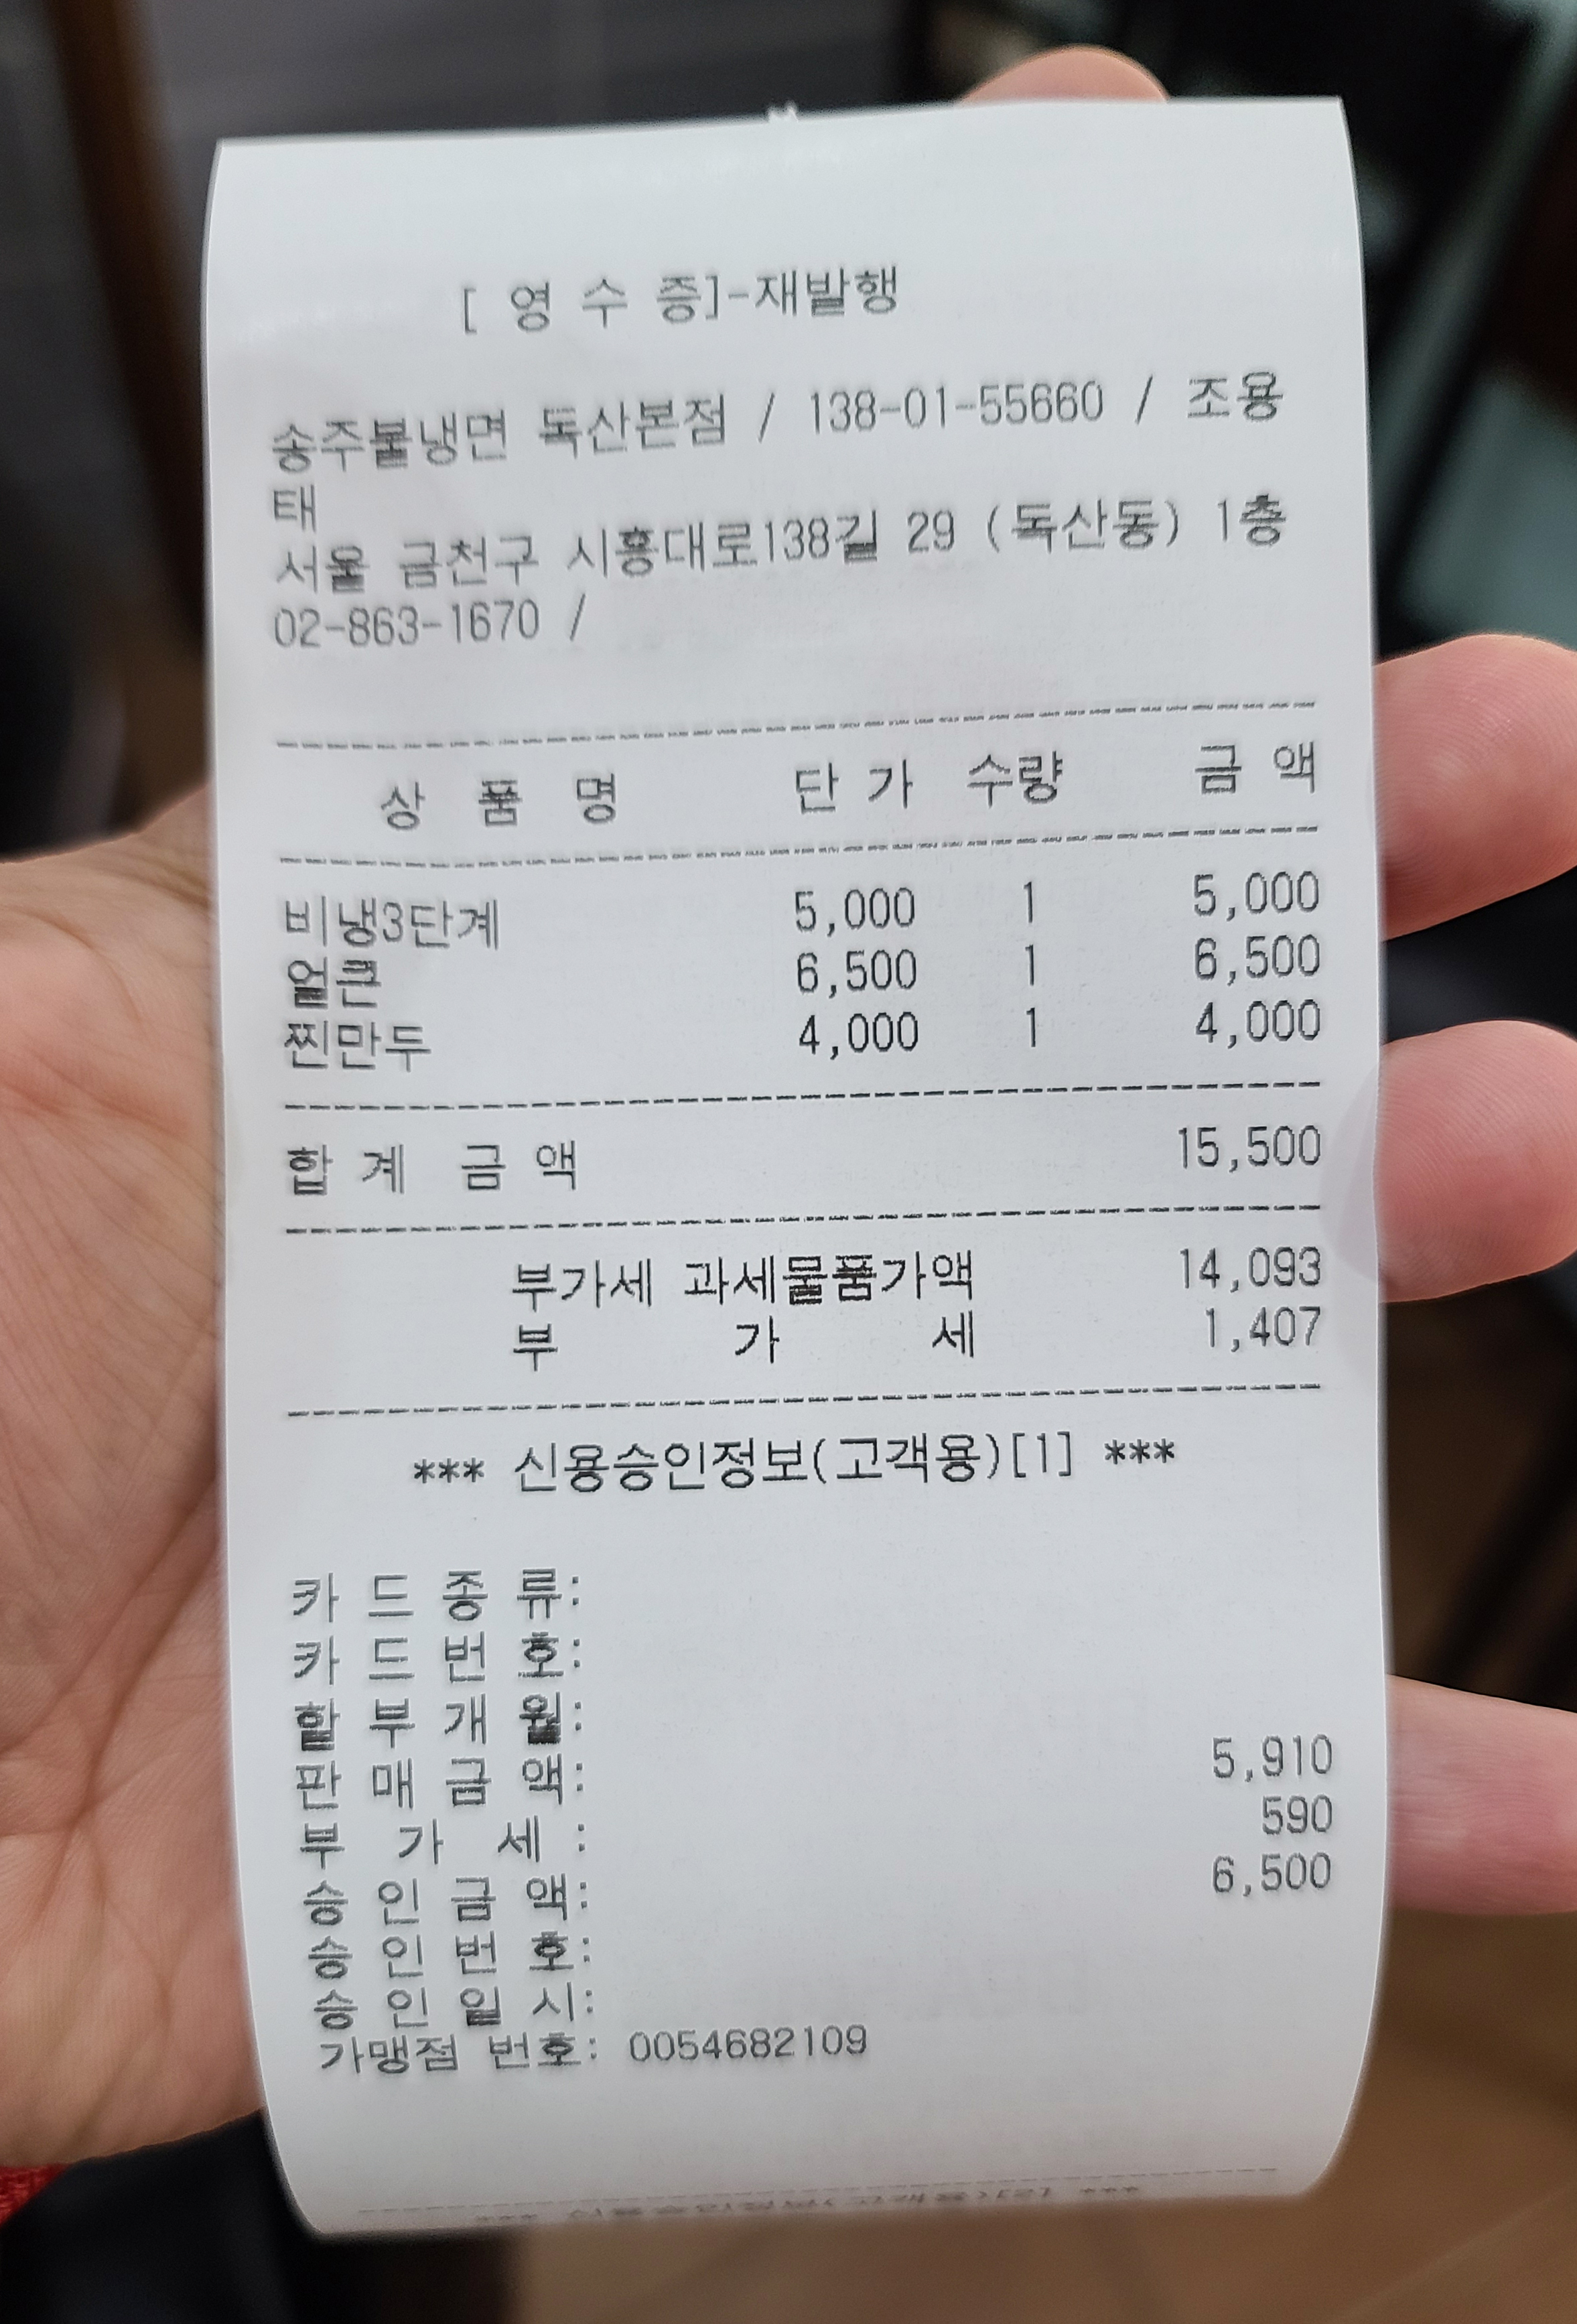 [ 영 수 증]-재발행
송주불냉면 독산본점 / 138-01-55660 / 조용
태
서울 금천구 시흥대로138길 29 (독산동) 1층
02-863-1670 /
상 품 명 단 가 수량 금 액
비냉3단계 5,000 1 5,000
얼큰 6,500 1 6,500
찐만두 4,000 1 4,000
합 계 금 액 15,500
부가세 과세물품가액 14,093
부 가 세 1,407
*** 신용승인정보(고객용)[1] ***
카 드 종 류:
카 드 번 호:
할 부 개 월:
판 매 금 액: 5,910
부 가 세 : 590
승 인 금 액: 6,500
승 인 번 호:
승 인 일 시:
가맹점 번호: 0054682109